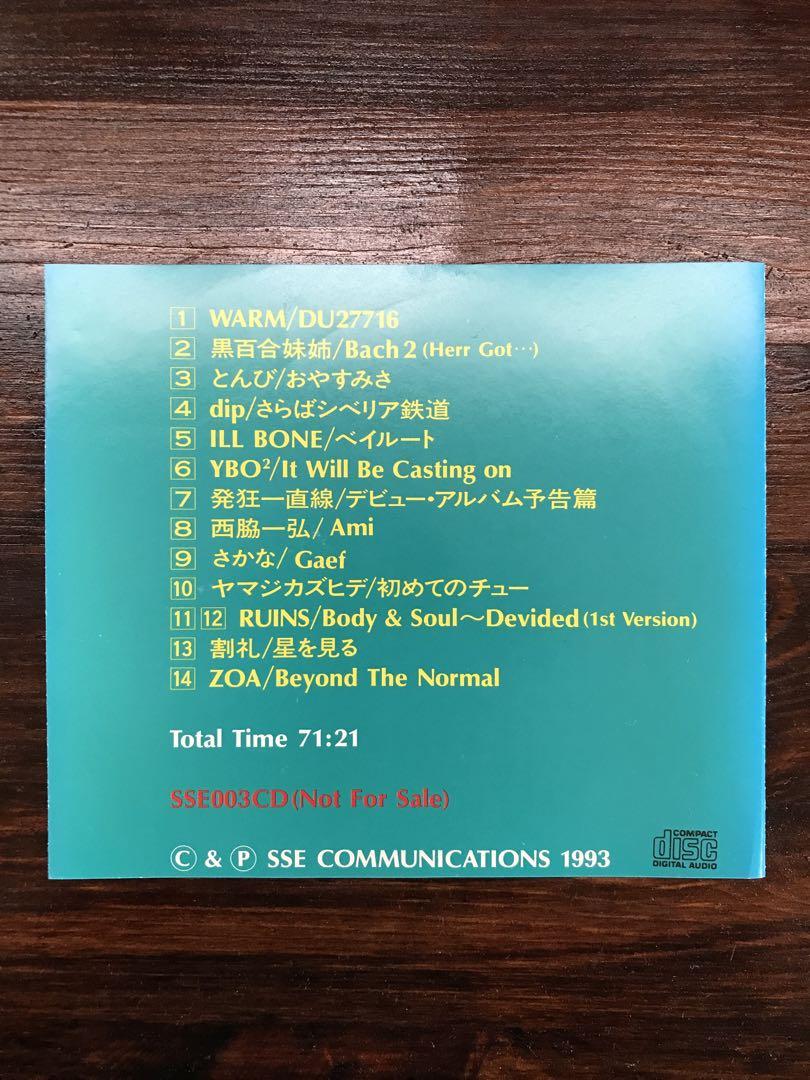 1 WARM/DU27716
2 黒百合姉妹/Bach 2 (Herr Got…)
3 とんび/おやすみさ
4 dip/さらばシベリア鉄道
5 ILL BONE/ベイルート
6 YBO²/It Will Be Casting on
7 発狂一直線/デビュー・アルバム予告篇
8 西脇一弘/ Ami
9 さかな/ Gaef
10 ヤマジカズヒデ/初めてのチュー
11 12 RUINS/Body & Soul～Devided (1st Version)
13 割礼/星を見る
14 ZOA/Beyond The Normal
Total Time 71:21
SSE003CD (Not For Sale)
Ⓒ & Ⓟ SSE COMMUNICATIONS 1993
COMPACT
disc
DIGITAL AUDIO